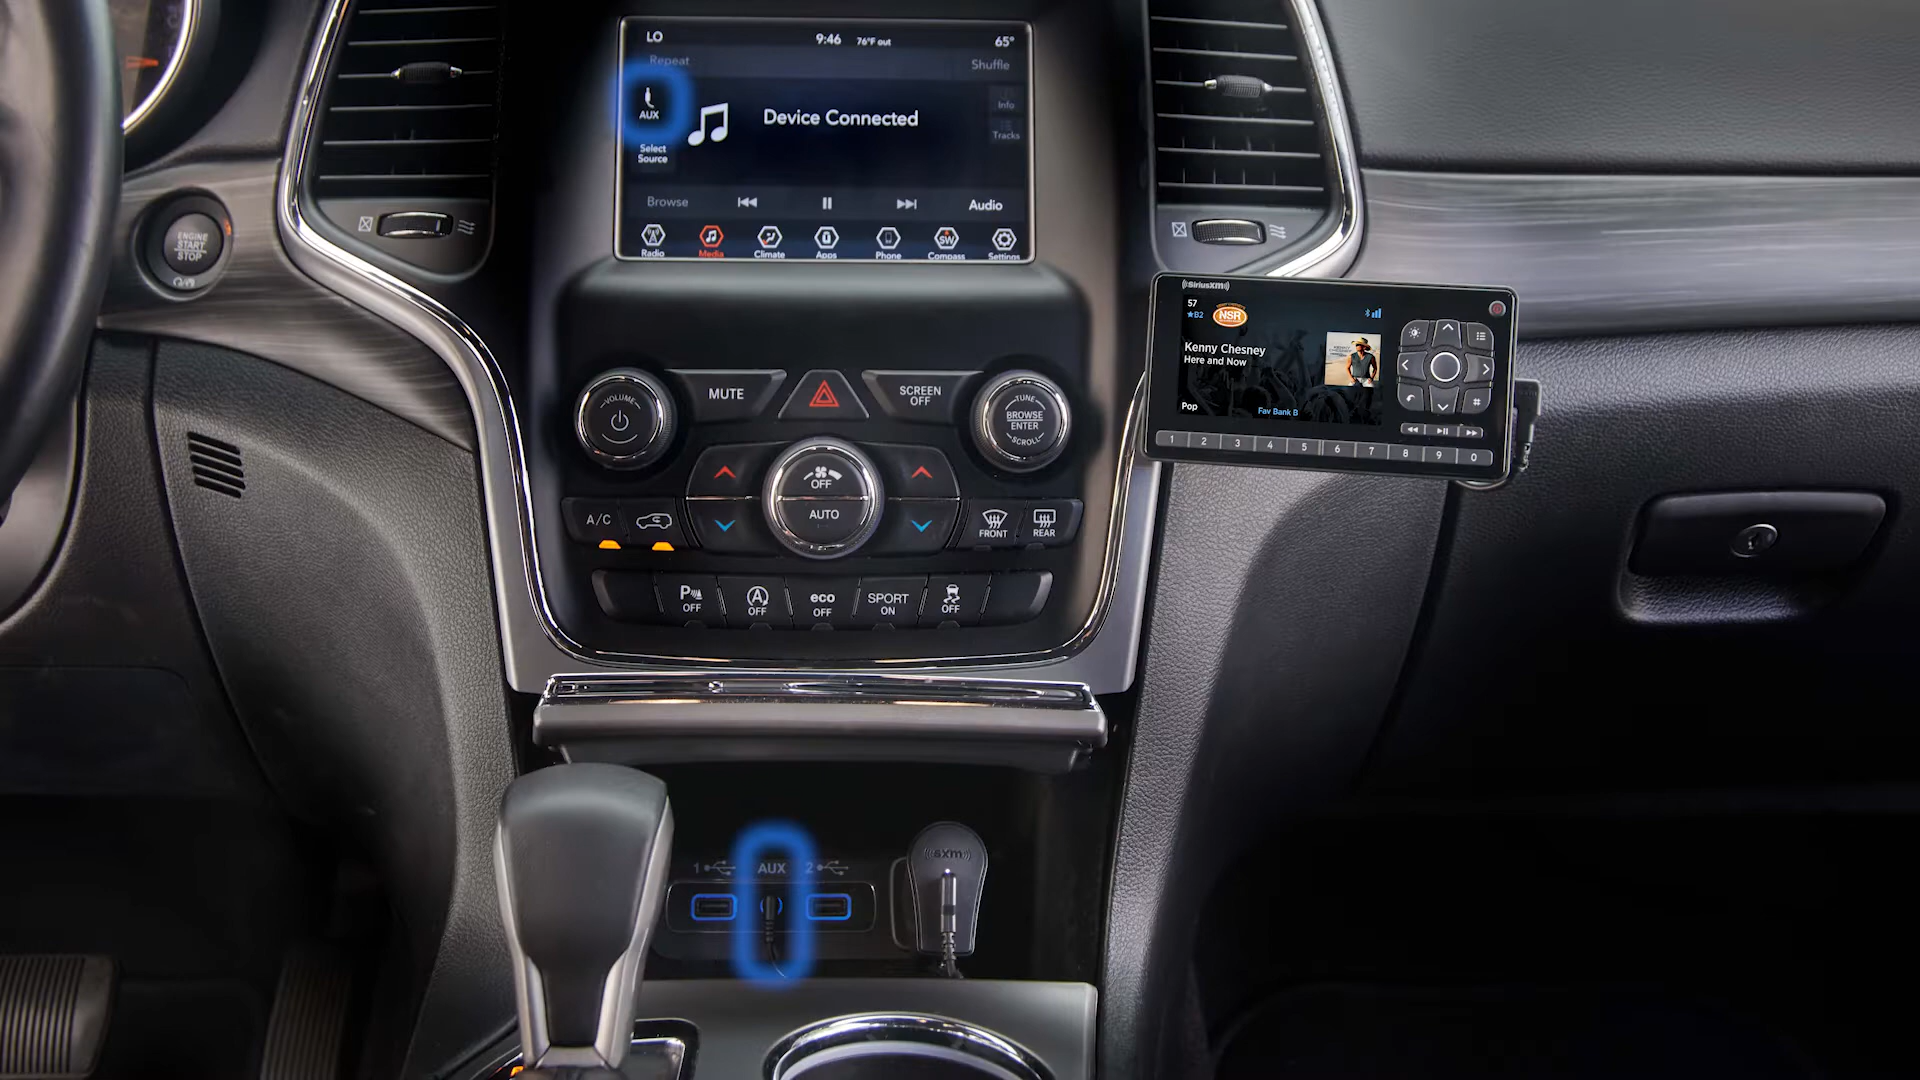 LO
9:46
76°F out
65°
Repeat
Shuffle
AUX
Device Connected
Info
Tracks
Select
Source
Browse
Audio
Radio
Media
Climate
Apps
Phone
SW
Compass
Settings
ENGINE
START
STOP
((SiriusXM))
57
★B2
NSR
Kenny Chesney
Here and Now
Pop
Fav Bank B
#
1 2 3 4 5 6 7 8 9 0
VOLUME
MUTE
SCREEN
OFF
TUNE
BROWSE
ENTER
SCROLL
OFF
AUTO
A/C
FRONT
REAR
P
OFF
A
OFF
eco
OFF
SPORT
ON
OFF
1
AUX
2
((sxm))